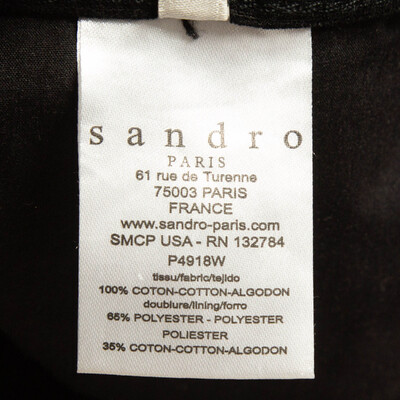 sandro
PARIS
61 rue de Turenne
75003 PARIS
FRANCE
www.sandro-paris.com
SMCP USA - RN 132784
P4918W
tissu/fabric/tejido
100% COTON-COTTON-ALGODON
doublure/lining/forro
65% POLYESTER - POLYESTER
POLIESTER
35% COTON-COTTON-ALGODON